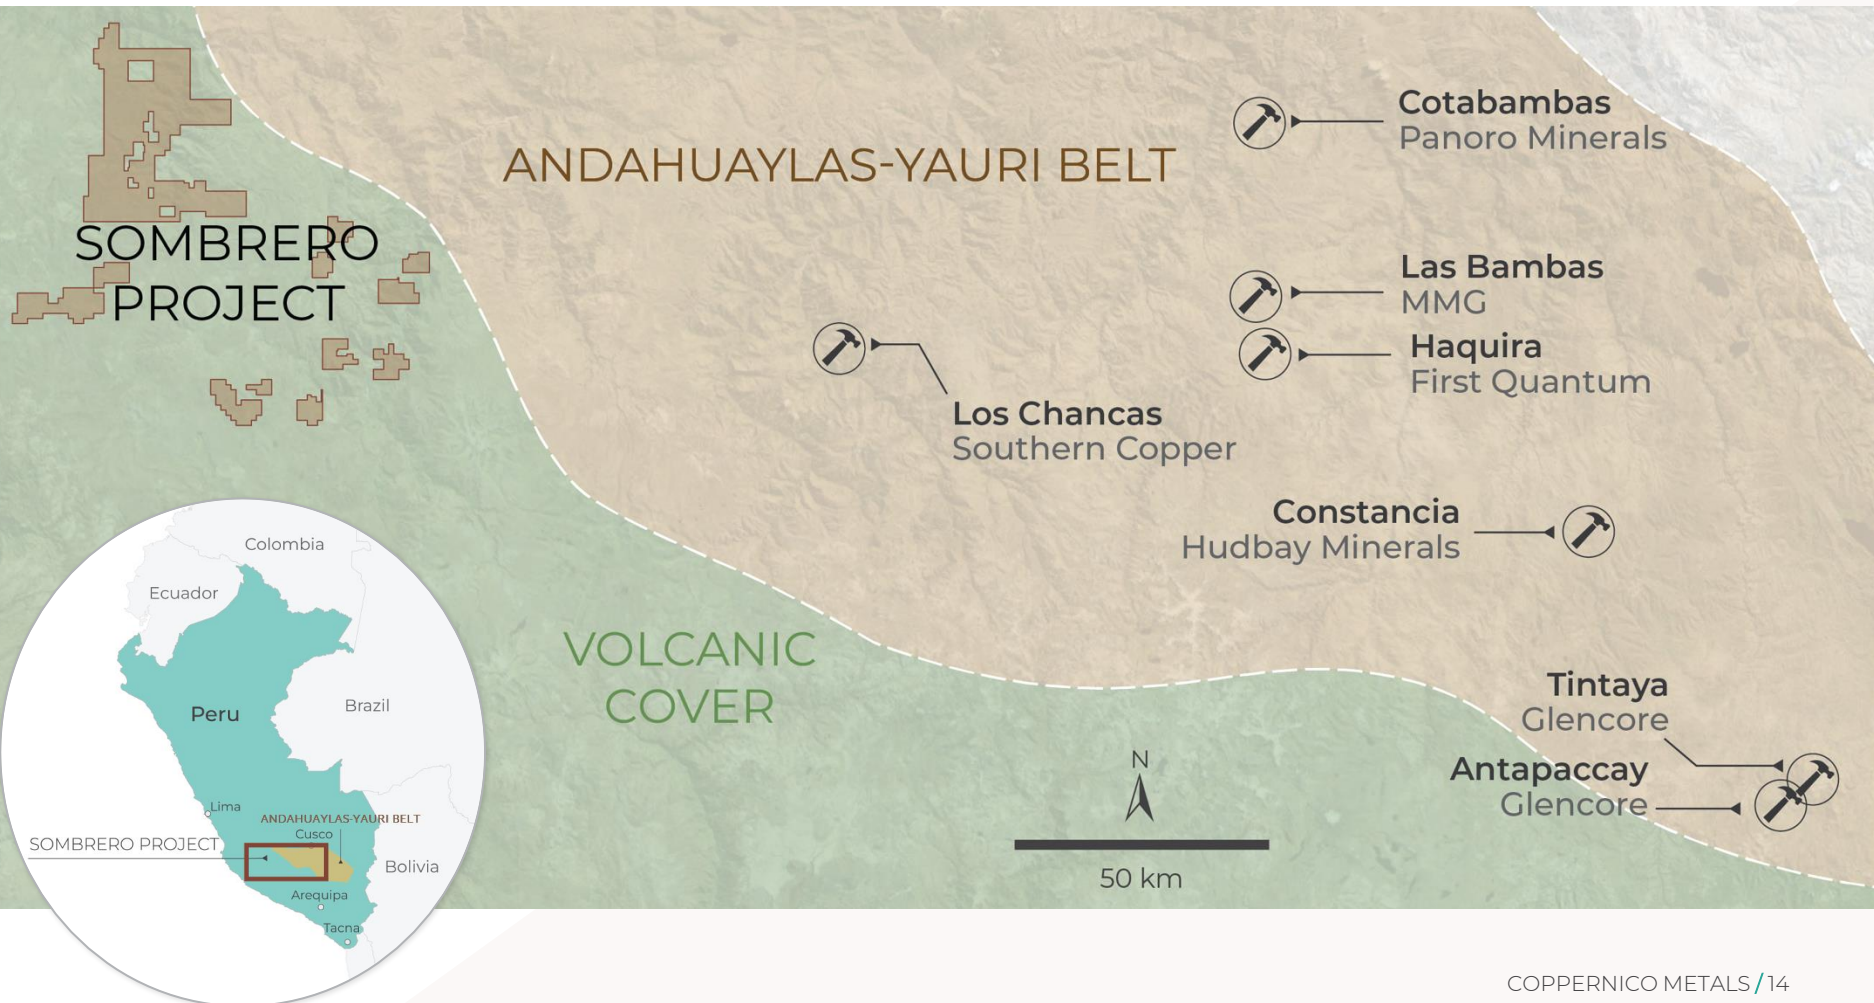 SOMBRERO
PROJECT
ANDAHUAYLAS-YAURI BELT
Cotabambas
Panoro Minerals
Las Bambas
MMG
Haquira
First Quantum
Los Chancas
Southern Copper
Constancia
Hudbay Minerals
VOLCANIC
COVER
Tintaya
Glencore
Antapaccay
Glencore
N
50 km
Colombia
Ecuador
Brazil
Peru
Lima
ANDAHUAYLAS-YAURI BELT
Cusco
SOMBRERO PROJECT
Bolivia
Arequipa
Tacna
COPPERNICO METALS / 14